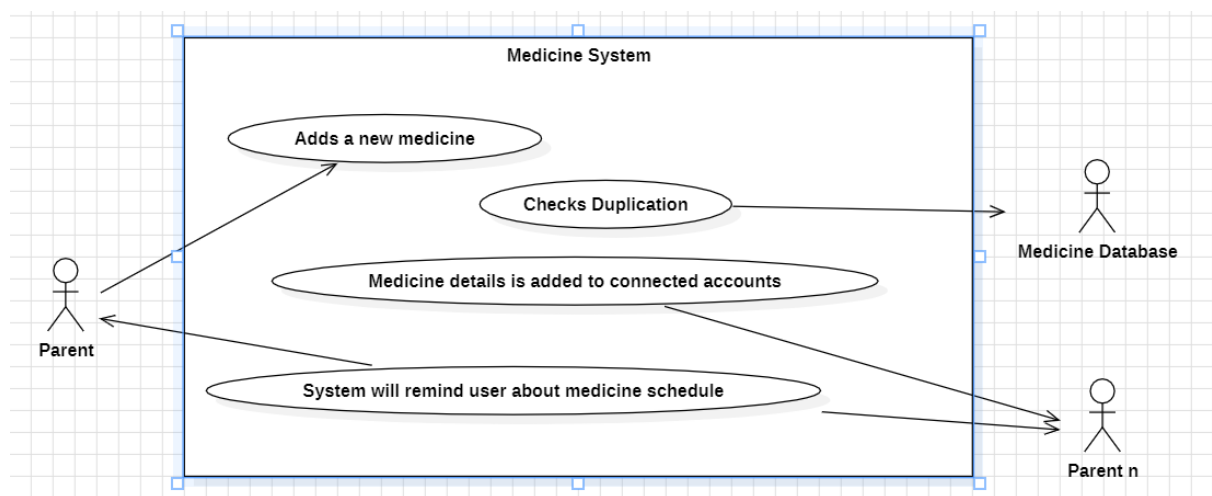 Medicine System
Adds a new medicine
Checks Duplication
Medicine Database
Medicine details is added to connected accounts
Parent
System will remind user about medicine schedule
Parent n